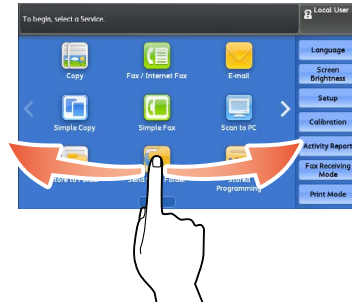 To begin, select a Service.
Local User
Copy
Fax / Internet Fax
E-mail
Simple Copy
Simple Fax
Scan to PC
Programming
Language
Screen
Brightness
Setup
Calibration
Activity Report
Fax Receiving
Mode
Print Mode